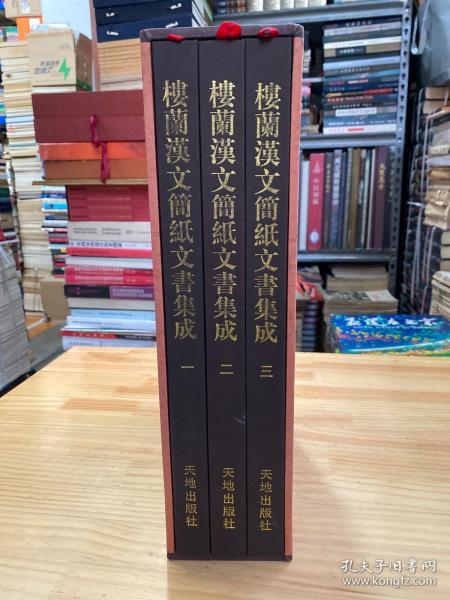 樓蘭漢文簡紙文書集成
一
天地出版社
樓蘭漢文簡紙文書集成
二
天地出版社
樓蘭漢文簡紙文書集成
三
天地出版社
孔夫子旧书网
www.kongfz.com